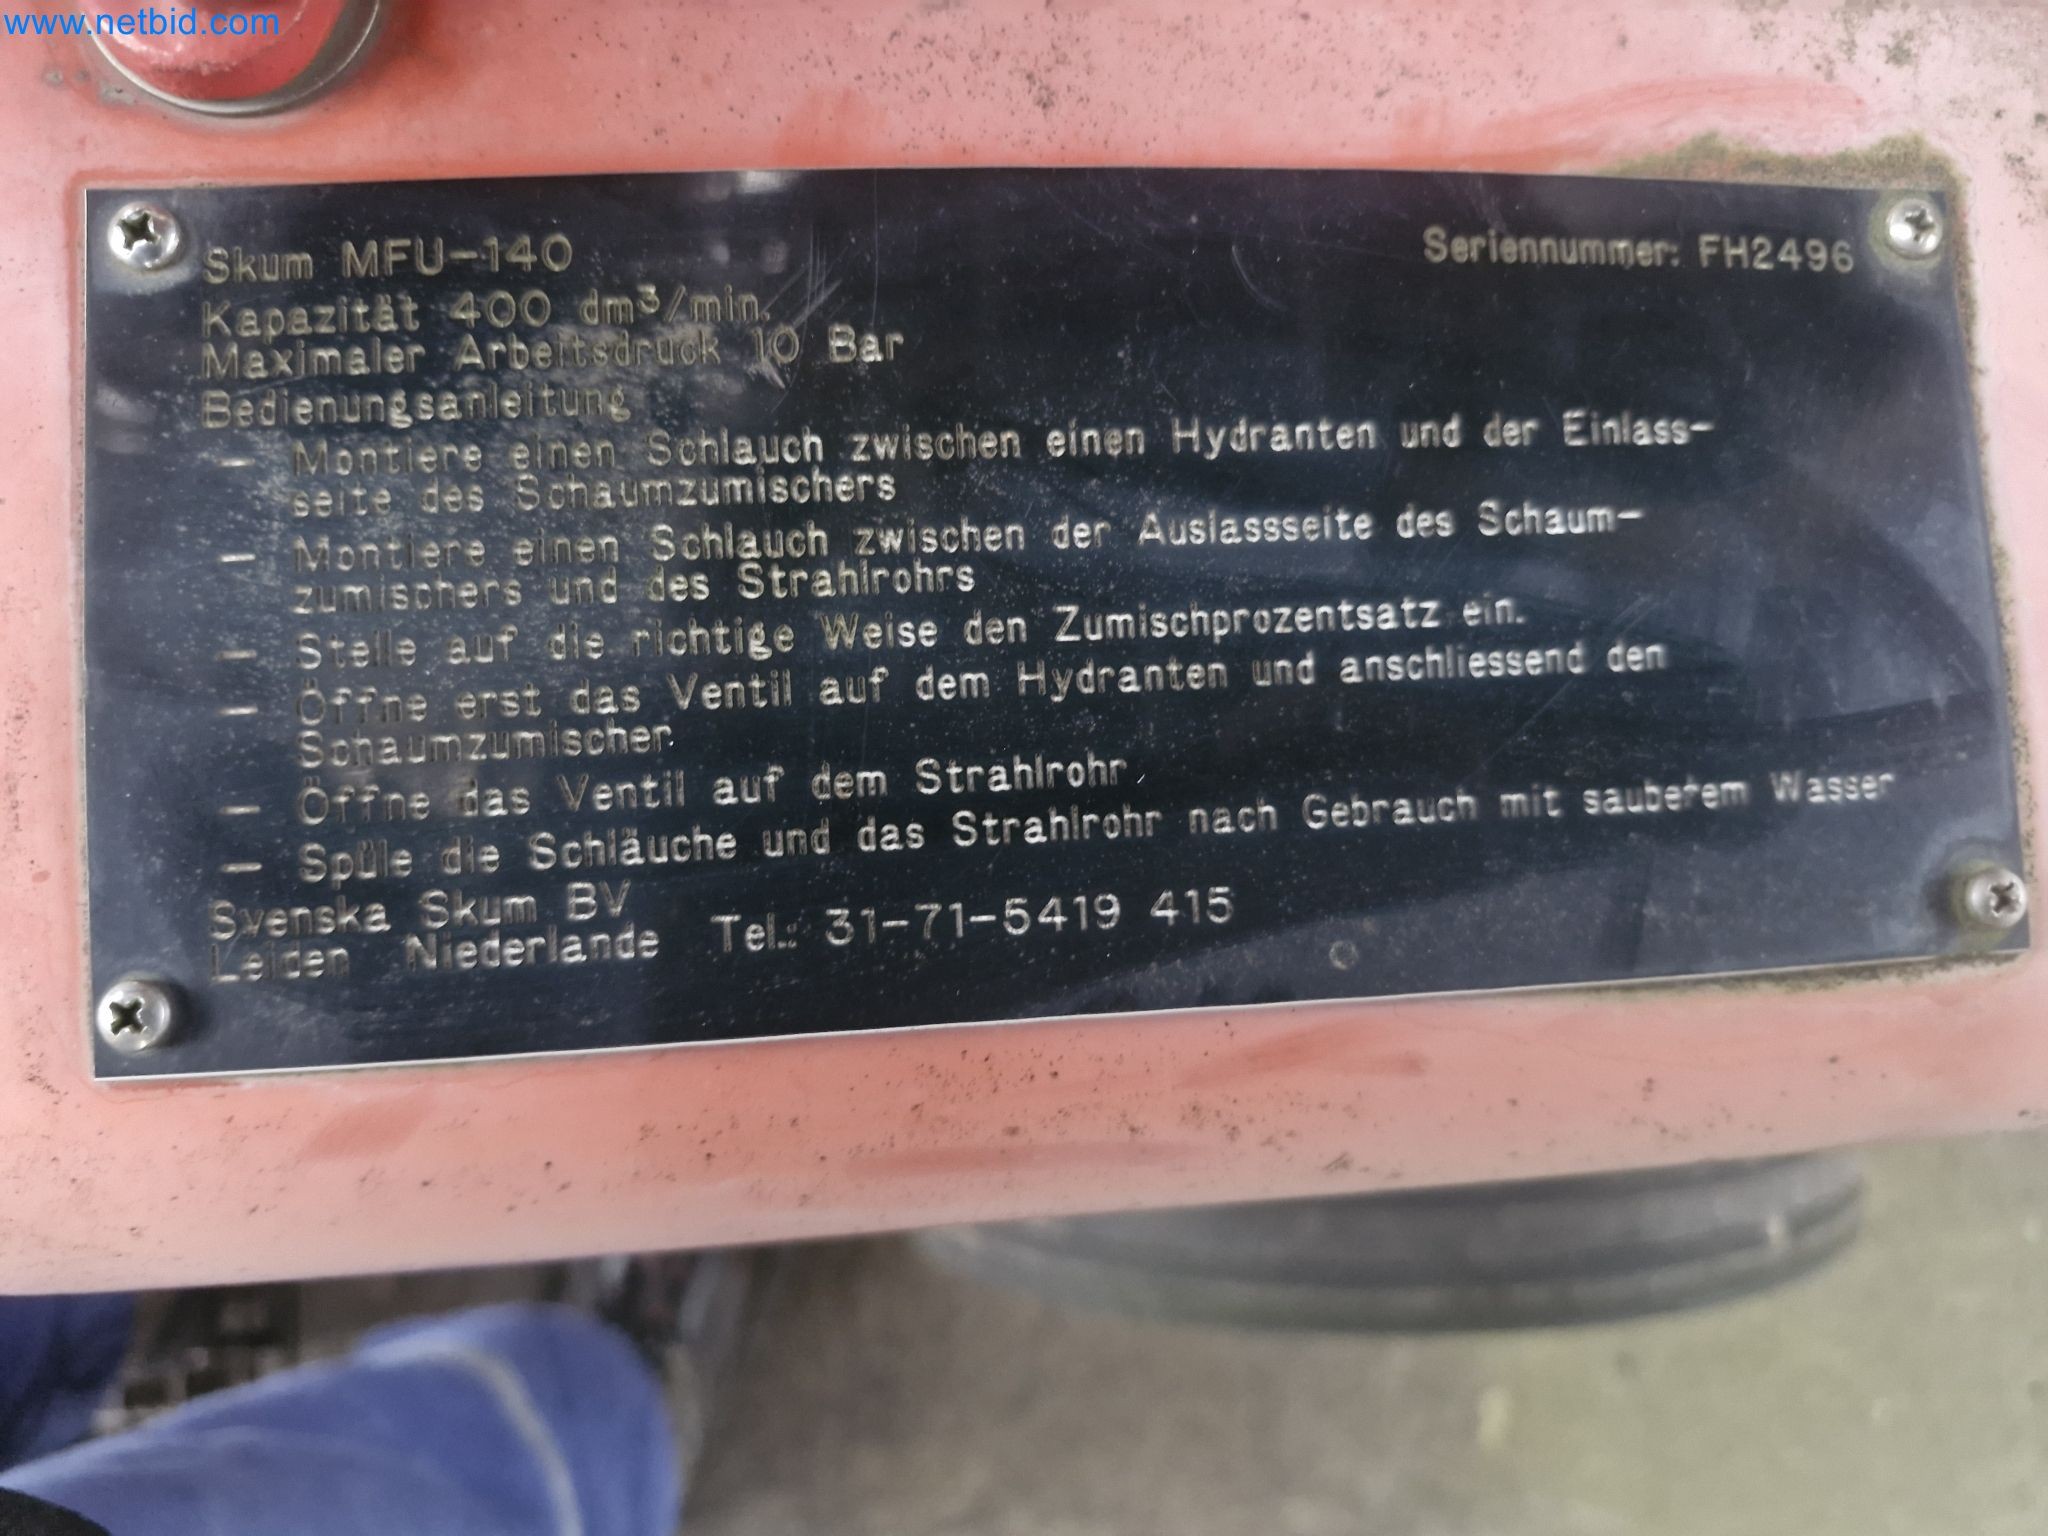 www.netbid.com
Skum MFU-140
Seriennummer: FH2496
Kapazität 400 dm³/min.
Maximaler Arbeitsdruck 10 Bar
Bedienungsanleitung
- Montiere einen Schlauch zwischen einen Hydranten und der Einlass-
seite des Schaumzumischers
- Montiere einen Schlauch zwischen der Auslassseite des Schaum-
zumischers und des Strahlrohrs
- Stelle auf die richtige Weise den Zumischprozentsatz ein.
- Öffne erst das Ventil auf dem Hydranten und anschliessend den
Schaumzumischer.
- Öffne das Ventil auf dem Strahlrohr.
- Spüle die Schläuche und das Strahlrohr nach Gebrauch mit sauberem Wasser
Svenska Skum BV
Leiden Niederlande Tel.: 31-71-5419 415